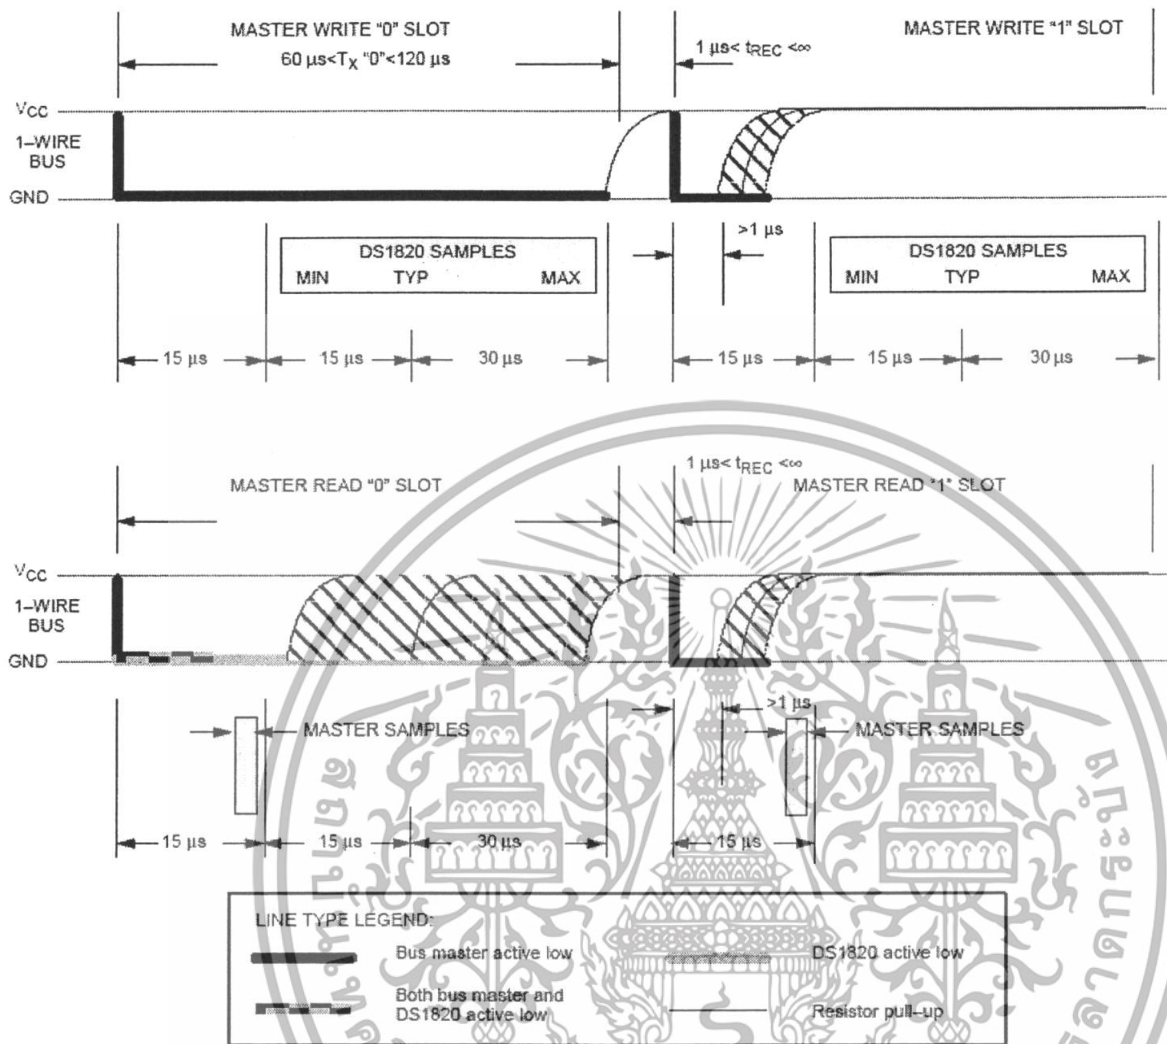 MASTER WRITE “0” SLOT
60 µs<TX “0”<120 µs
1 µs< tREC <∞
MASTER WRITE “1” SLOT
VCC
1–WIRE
BUS
GND
>1 µs
DS1820 SAMPLES
MIN TYP MAX
DS1820 SAMPLES
MIN TYP MAX
15 µs 15 µs 30 µs 15 µs 15 µs 30 µs
MASTER READ “0” SLOT
1 µs< tREC <∞
MASTER READ “1” SLOT
VCC
1–WIRE
BUS
GND
>1 µs
MASTER SAMPLES
MASTER SAMPLES
15 µs 15 µs 30 µs 15 µs
LINE TYPE LEGEND:
Bus master active low
DS1820 active low
Both bus master and
DS1820 active low
Resistor pull–up